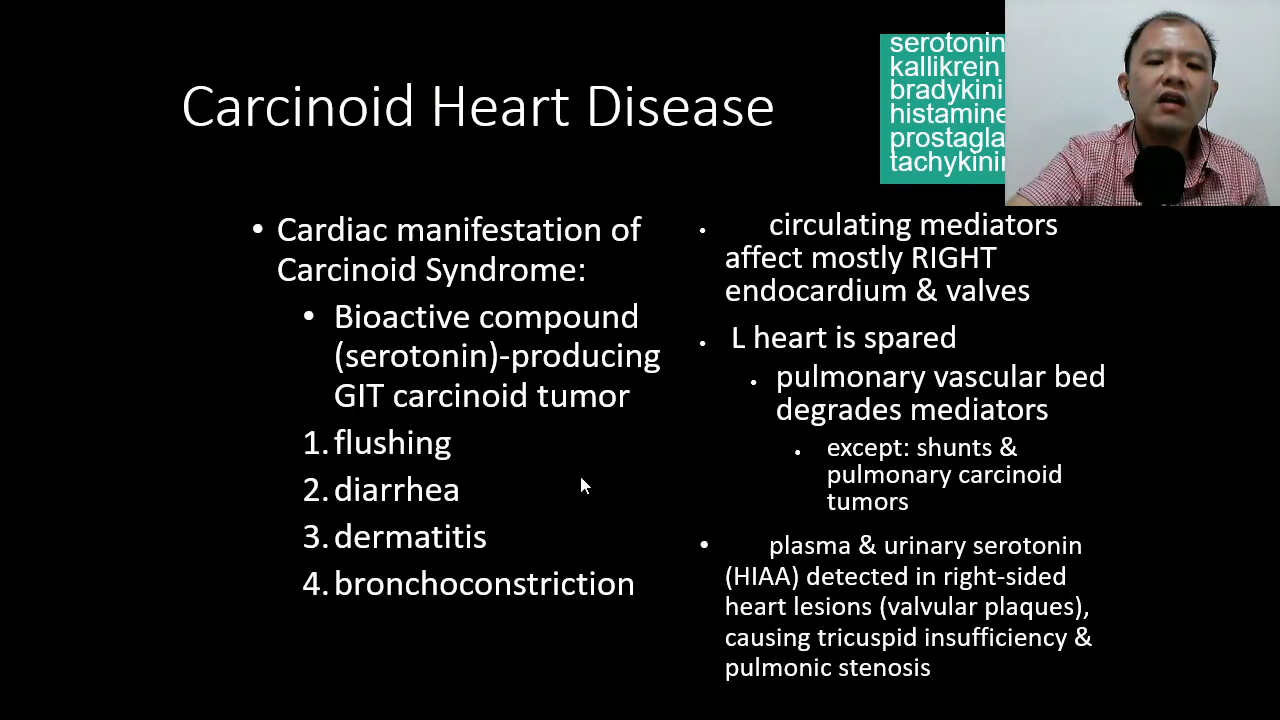 Carcinoid Heart Disease
serotonin
kallikrein
histamine
• Cardiac manifestation of
Carcinoid Syndrome:
• Bioactive compound
(serotonin)-producing
GIT carcinoid tumor
1. flushing
2. diarrhea
3. dermatitis
4. bronchoconstriction
• circulating mediators
affect mostly RIGHT
endocardium & valves
• L heart is spared
• pulmonary vascular bed
degrades mediators
• except: shunts &
pulmonary carcinoid
tumors
• plasma & urinary serotonin
(HIAA) detected in right-sided
heart lesions (valvular plaques),
causing tricuspid insufficiency &
pulmonic stenosis